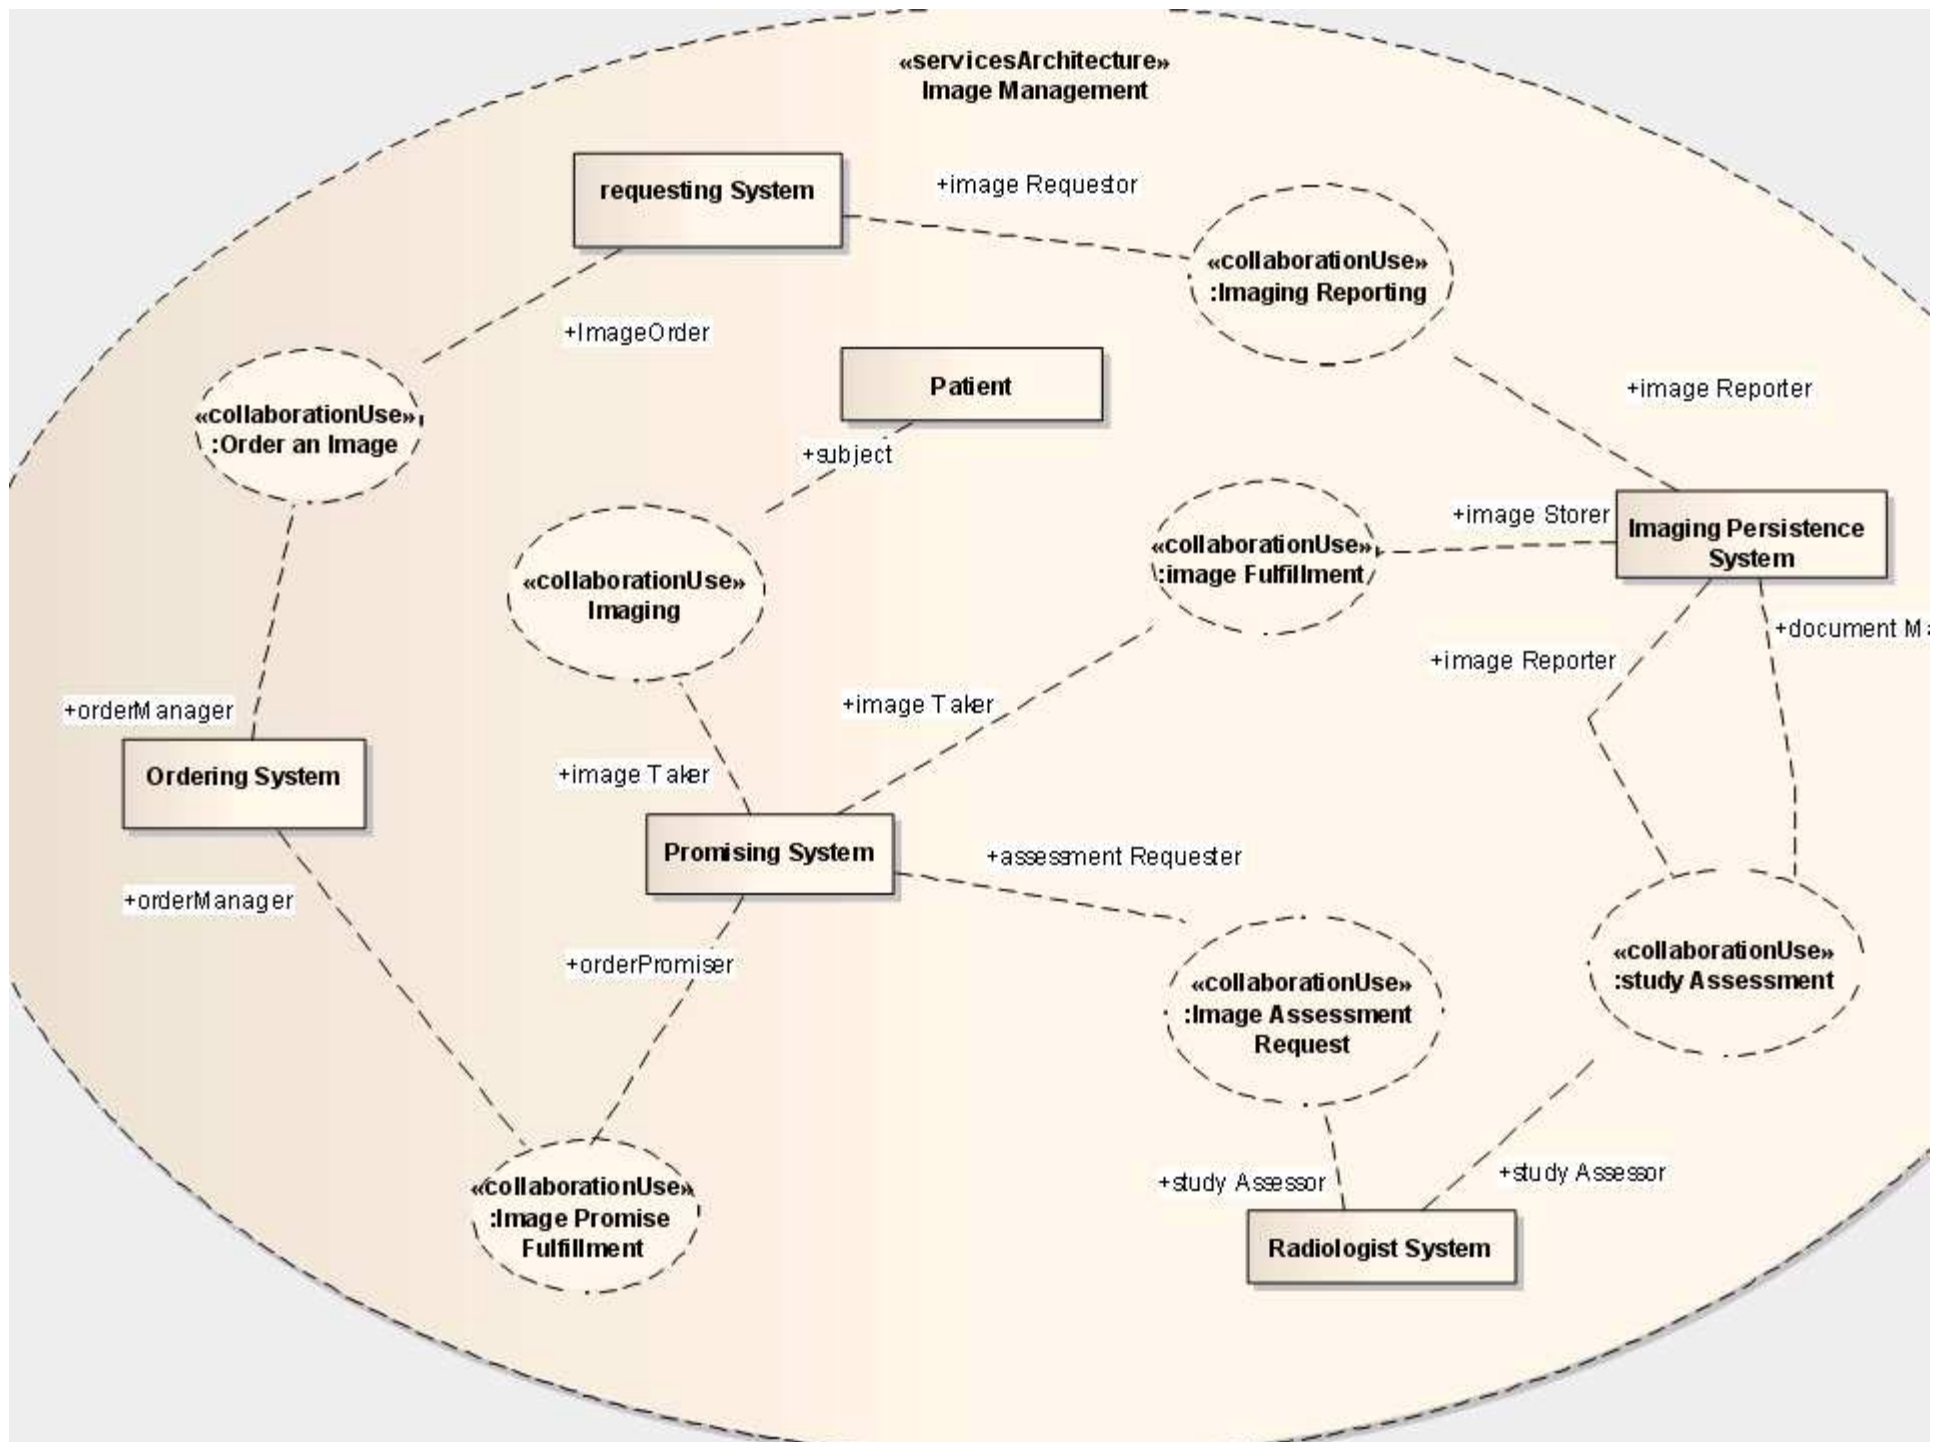 «servicesArchitecture»
Image Management
requesting System
+image Requestor
«collaborationUse»
:Imaging Reporting
+ImageOrder
Patient
+image Reporter
«collaborationUse»
:Order an Image
+subject
+image Storer
Imaging Persistence
System
«collaborationUse»
:image Fulfillment
«collaborationUse»
Imaging
+document Ma
+image Reporter
+orderManager
+image Taker
Ordering System
+image Taker
Promising System
+assessment Requester
+orderManager
+orderPromiser
«collaborationUse»
:study Assessment
«collaborationUse»
:Image Assessment
Request
+study Assessor
+study Assessor
«collaborationUse»
:Image Promise
Fulfillment
Radiologist System